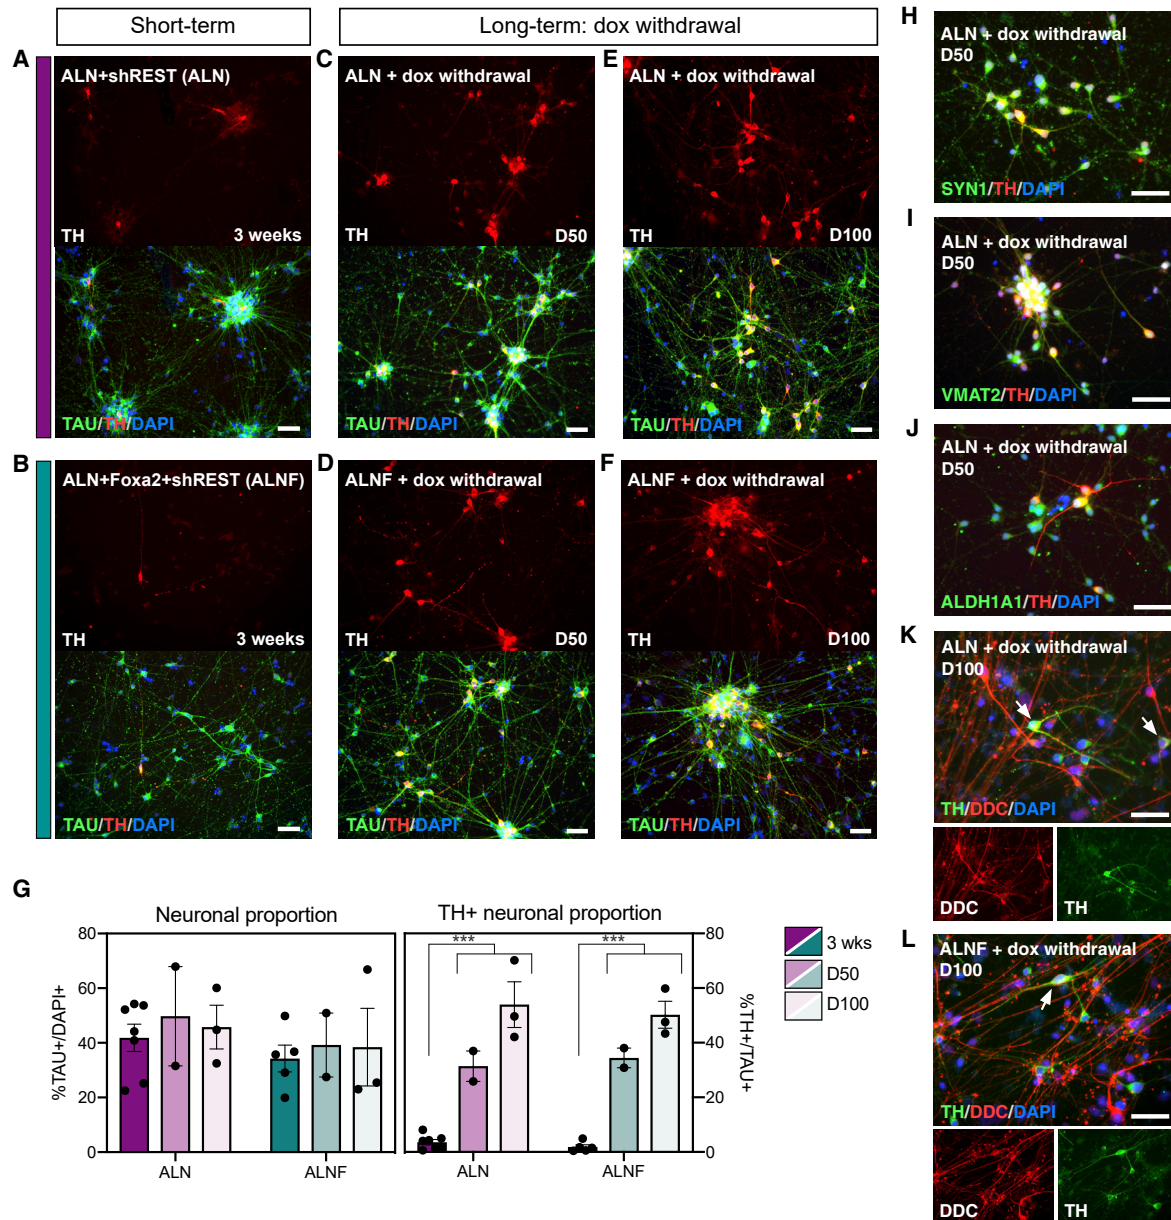 Short-term
Long-term: dox withdrawal
A
ALN+shREST (ALN)
TH
3 weeks
TAU/TH/DAPI
C
ALN + dox withdrawal
TH
D50
TAU/TH/DAPI
E
ALN + dox withdrawal
TH
D100
TAU/TH/DAPI
B
ALN+Foxa2+shREST (ALNF)
TH
3 weeks
TAU/TH/DAPI
D
ALNF + dox withdrawal
TH
D50
TAU/TH/DAPI
F
ALNF + dox withdrawal
TH
D100
TAU/TH/DAPI
G
Neuronal proportion
%TAU+/DAPI+
80
60
40
20
0
ALN
ALNF
TH+ neuronal proportion
***
***
80
60
40
20
0
%TH+/TAU+
ALN
ALNF
3 wks
D50
D100
H
ALN + dox withdrawal
D50
SYN1/TH/DAPI
I
ALN + dox withdrawal
D50
VMAT2/TH/DAPI
J
ALN + dox withdrawal
D50
ALDH1A1/TH/DAPI
K
ALN + dox withdrawal
D100
TH/DDC/DAPI
DDC
TH
L
ALNF + dox withdrawal
D100
TH/DDC/DAPI
DDC
TH